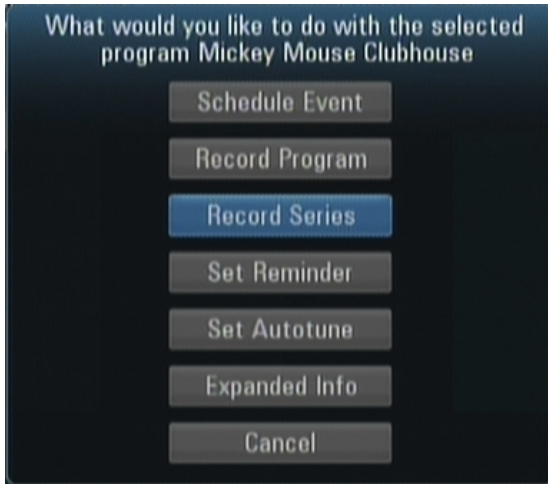 What would you like to do with the selected
program Mickey Mouse Clubhouse
Schedule Event
Record Program
Record Series
Set Reminder
Set Autotune
Expanded Info
Cancel